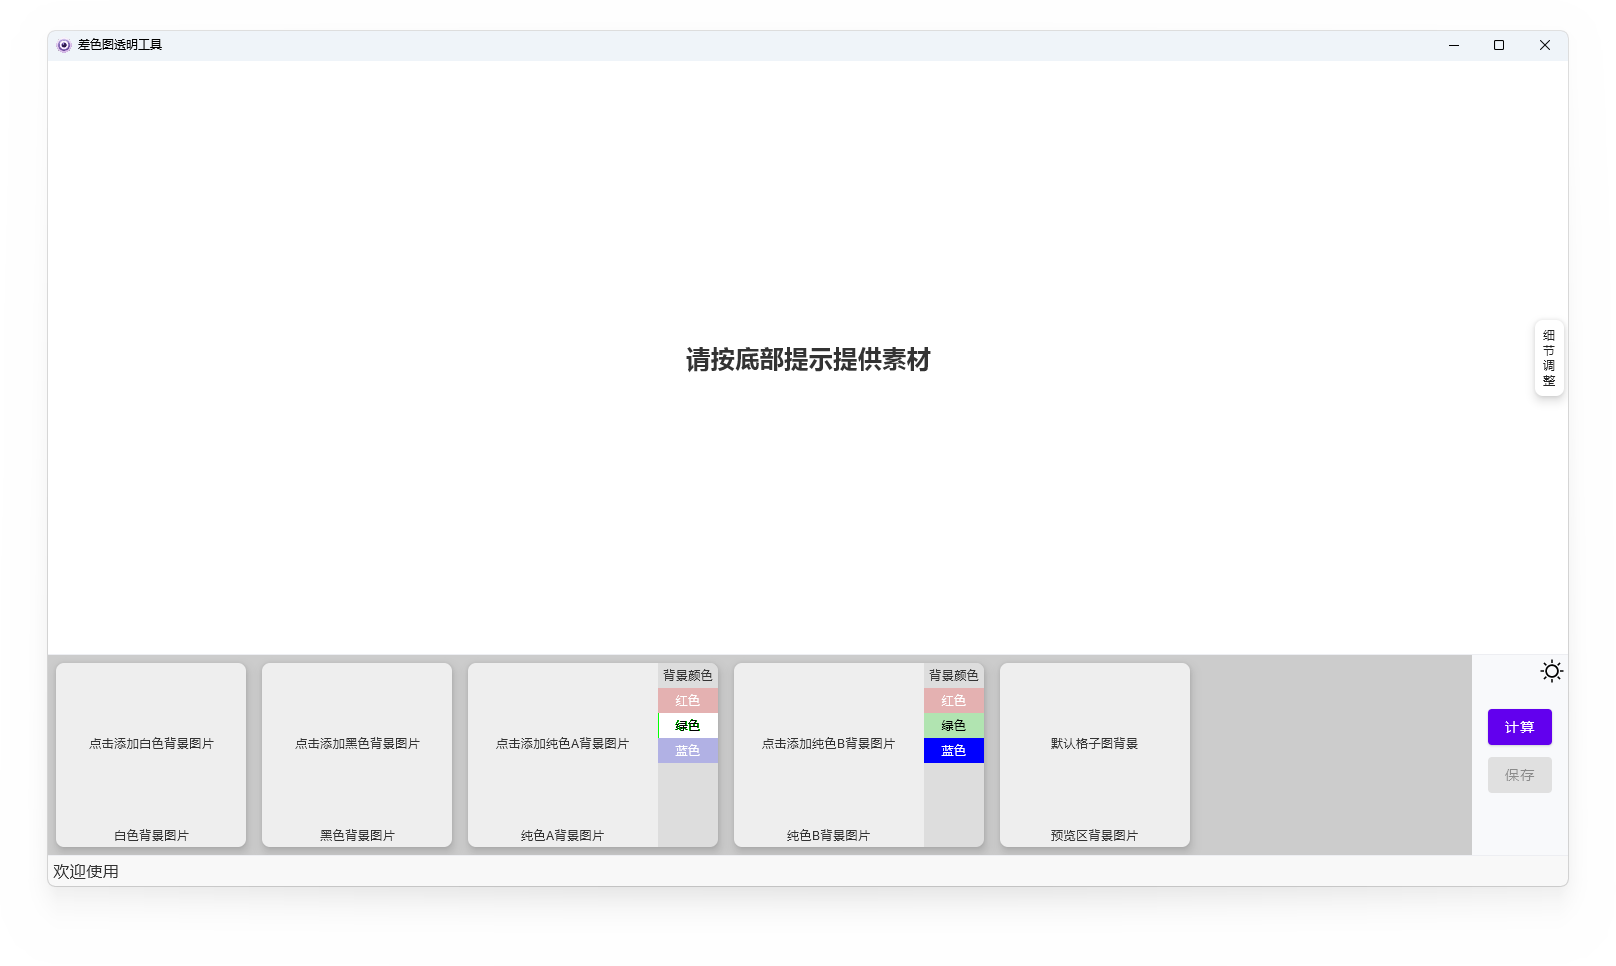 差色图透明工具
请按底部提示提供素材
细
节
调
整
点击添加白色背景图片
白色背景图片
点击添加黑色背景图片
黑色背景图片
点击添加纯色A背景图片
纯色A背景图片
背景颜色
红色
绿色
蓝色
点击添加纯色B背景图片
纯色B背景图片
背景颜色
红色
绿色
蓝色
默认格子图背景
预览区背景图片
计算
保存
欢迎使用